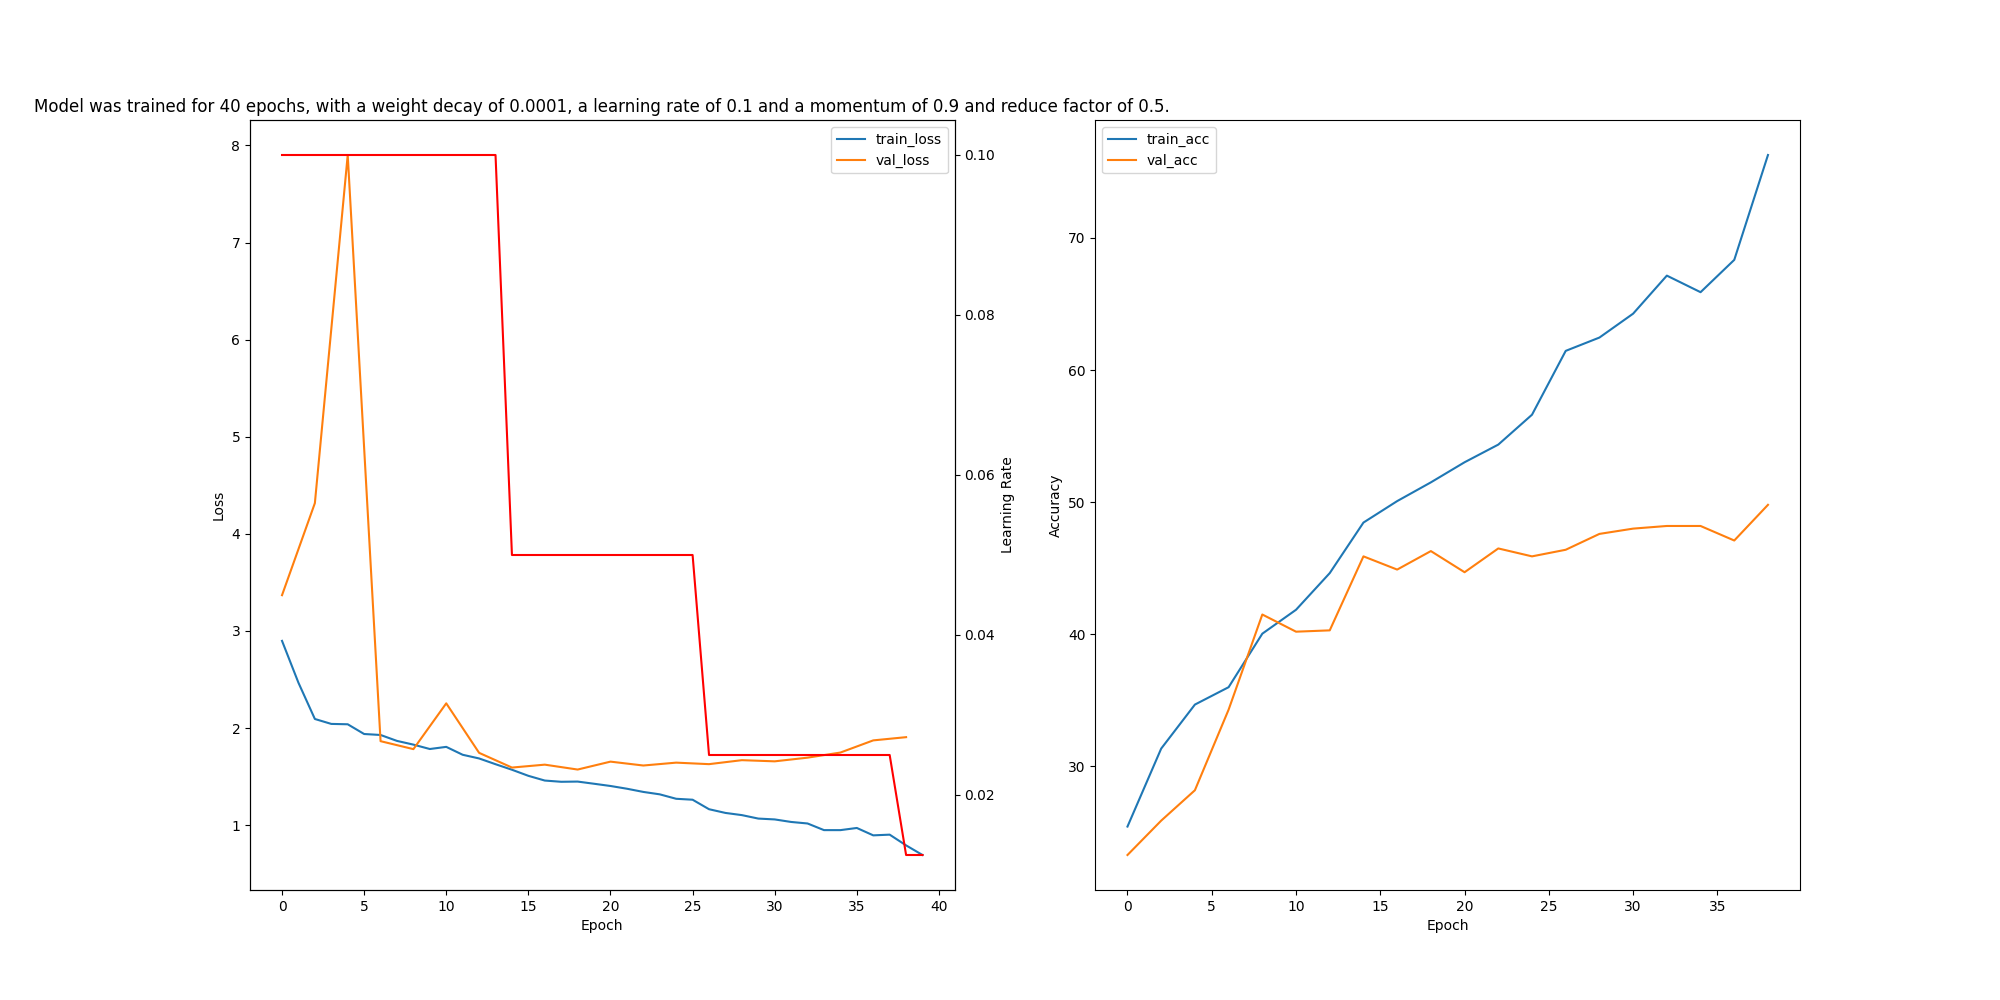 Model was trained for 40 epochs, with a weight decay of 0.0001, a learning rate of 0.1 and a momentum of 0.9 and reduce factor of 0.5.
train_loss
val_loss
8
7
6
5
4
3
2
1
Loss
0 5 10 15 20 25 30 35 40
Epoch
0.10
0.08
0.06
0.04
0.02
Learning Rate
train_acc
val_acc
70
60
50
40
30
Accuracy
0 5 10 15 20 25 30 35
Epoch